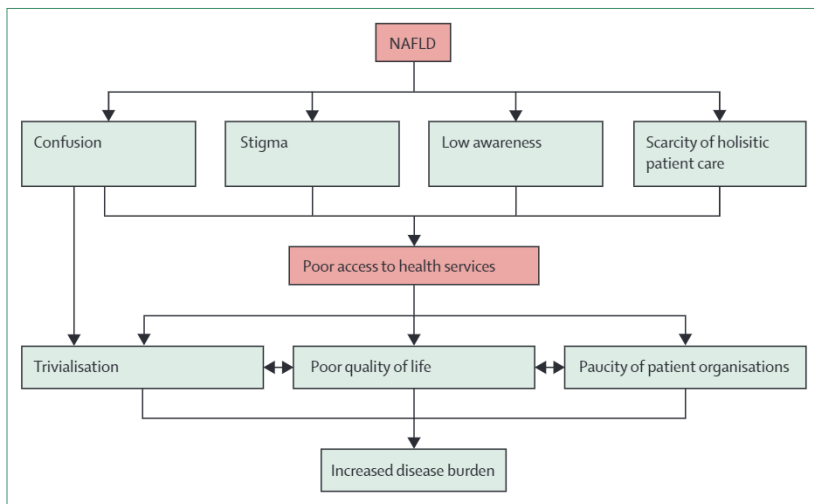 NAFLD
Confusion
Stigma
Low awareness
Scarcity of holisitic
patient care
Poor access to health services
Trivialisation
Poor quality of life
Paucity of patient organisations
Increased disease burden